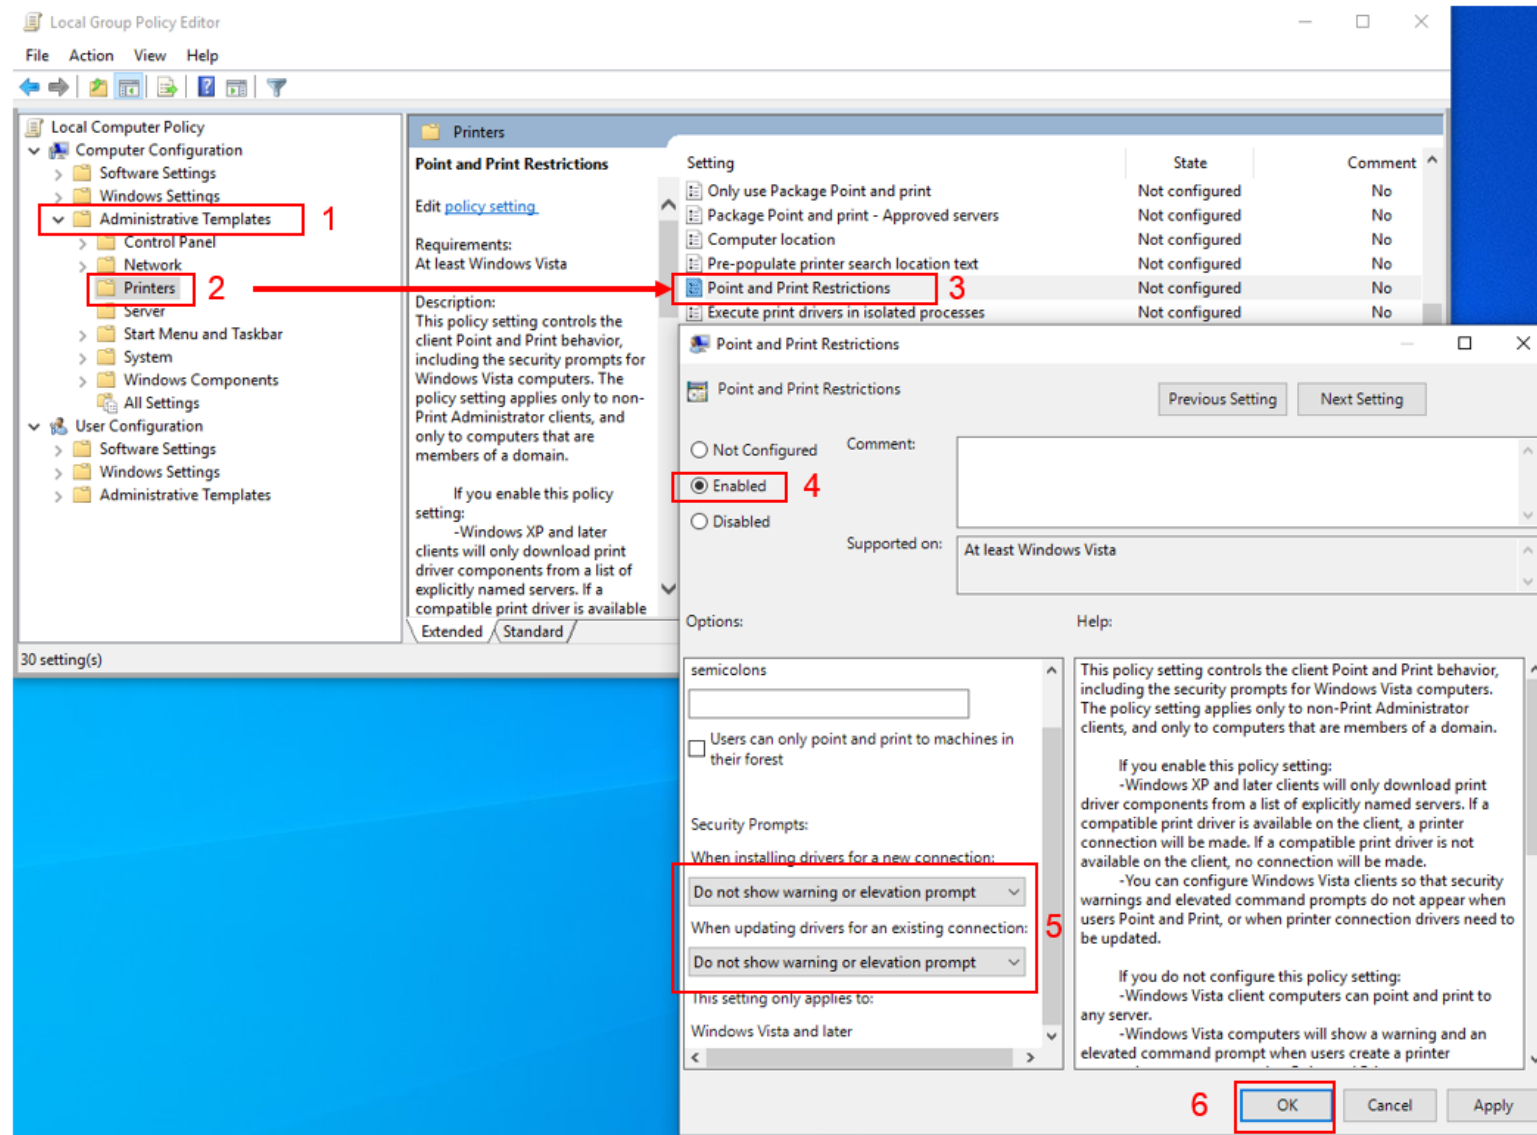 Local Group Policy Editor
File Action View Help
Local Computer Policy
Computer Configuration
Software Settings
Windows Settings
Administrative Templates 1
Control Panel
Network
Printers 2
Server
Start Menu and Taskbar
System
Windows Components
All Settings
User Configuration
Software Settings
Windows Settings
Administrative Templates
Printers
Point and Print Restrictions
Edit policy setting
Requirements:
At least Windows Vista
Description:
This policy setting controls the
client Point and Print behavior,
including the security prompts for
Windows Vista computers. The
policy setting applies only to non-
Print Administrator clients, and
only to computers that are
members of a domain.
If you enable this policy
setting:
-Windows XP and later
clients will only download print
driver components from a list of
explicitly named servers. If a
compatible print driver is available
Extended Standard
Setting State Comment
Only use Package Point and print Not configured No
Package Point and print - Approved servers Not configured No
Computer location Not configured No
Pre-populate printer search location text Not configured No
Point and Print Restrictions 3 Not configured No
Execute print drivers in isolated processes Not configured No
30 setting(s)
Point and Print Restrictions
Point and Print Restrictions
Previous Setting Next Setting
Not Configured Comment:
Enabled 4
Disabled
Supported on: At least Windows Vista
Options: Help:
semicolons
Users can only point and print to machines in
their forest
Security Prompts:
When installing drivers for a new connection:
Do not show warning or elevation prompt
When updating drivers for an existing connection: 5
Do not show warning or elevation prompt
This setting only applies to:
Windows Vista and later
This policy setting controls the client Point and Print behavior,
including the security prompts for Windows Vista computers.
The policy setting applies only to non-Print Administrator
clients, and only to computers that are members of a domain.
If you enable this policy setting:
-Windows XP and later clients will only download print
driver components from a list of explicitly named servers. If a
compatible print driver is available on the client, a printer
connection will be made. If a compatible print driver is not
available on the client, no connection will be made.
-You can configure Windows Vista clients so that security
warnings and elevated command prompts do not appear when
users Point and Print, or when printer connection drivers need to
be updated.
If you do not configure this policy setting:
-Windows Vista client computers can point and print to
any server.
-Windows Vista computers will show a warning and an
elevated command prompt when users create a printer
6 OK Cancel Apply